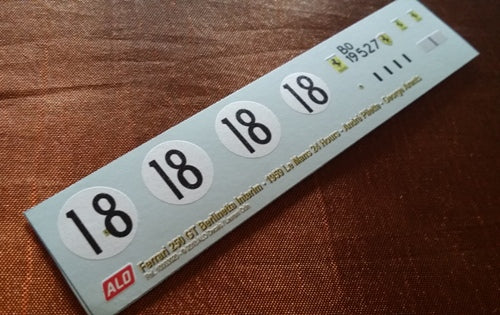 18
18
18
18
BO
19527
ALO
Ferrari 250 GT Berlinetta Interim - 1959 Le Mans 24 Hours - André Pilette - George Arents